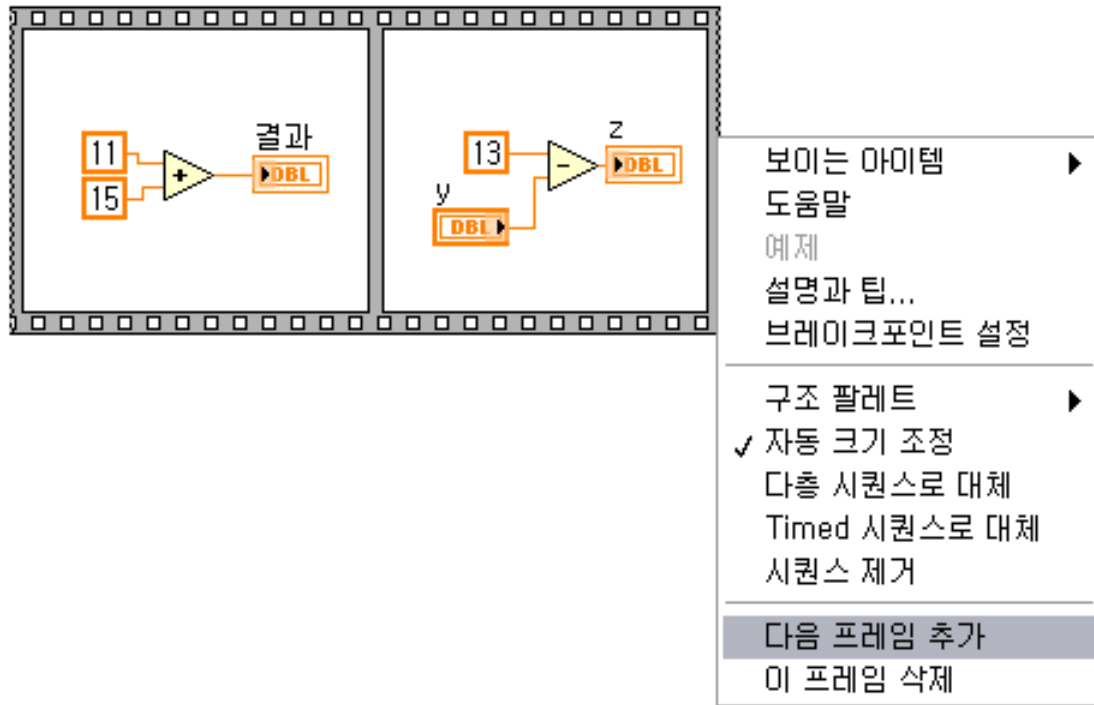 결과
11
15
+
DBL
z
13
-
DBL
y
DBL
보이는 아이템
도움말
예제
설명과 팁...
브레이크포인트 설정
구조 팔레트
✓ 자동 크기 조정
다층 시퀀스로 대체
Timed 시퀀스로 대체
시퀀스 제거
다음 프레임 추가
이 프레임 삭제